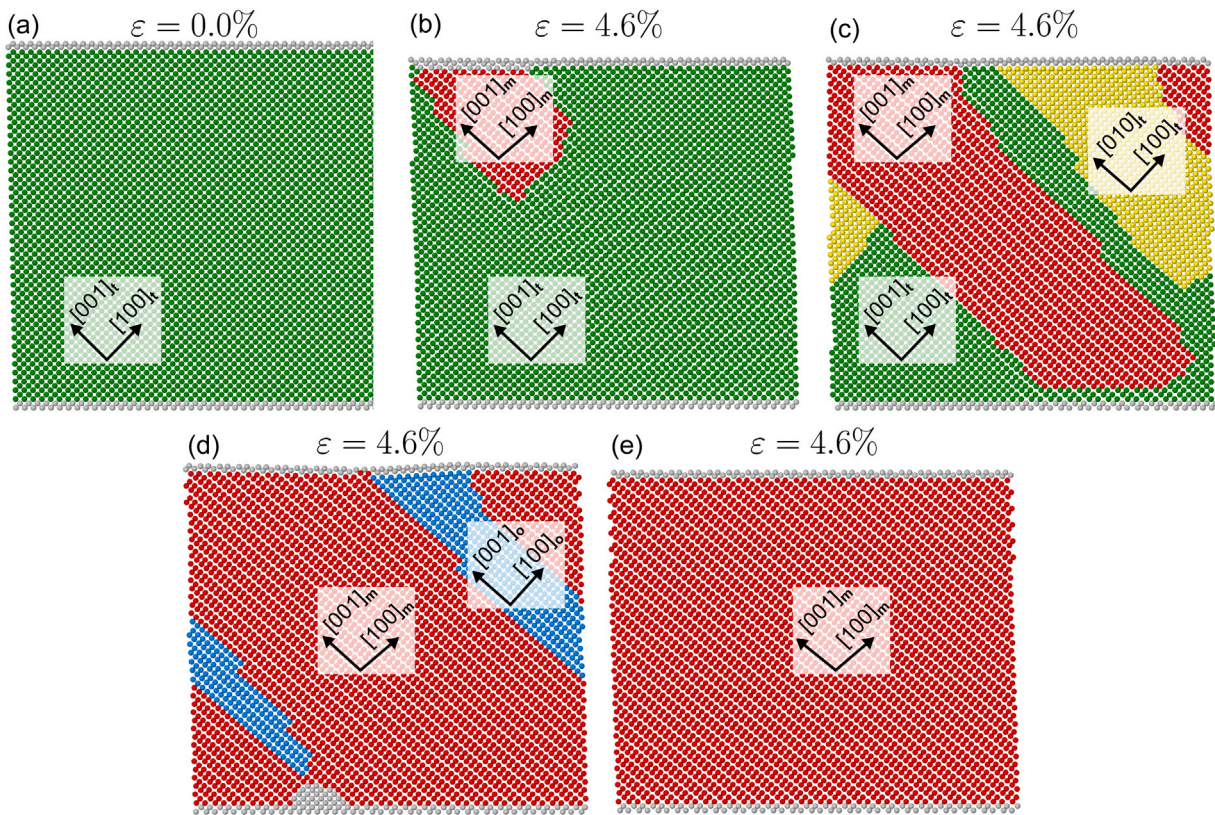 (a) ε = 0.0%
(b) ε = 4.6%
(c) ε = 4.6%
[001]t
[100]t
[001]m
[100]m
[001]t
[100]t
[001]m
[100]m
[010]t
[100]t
[001]t
[100]t
(d) ε = 4.6%
(e) ε = 4.6%
[001]m
[100]m
[001]o
[100]o
[001]m
[100]m